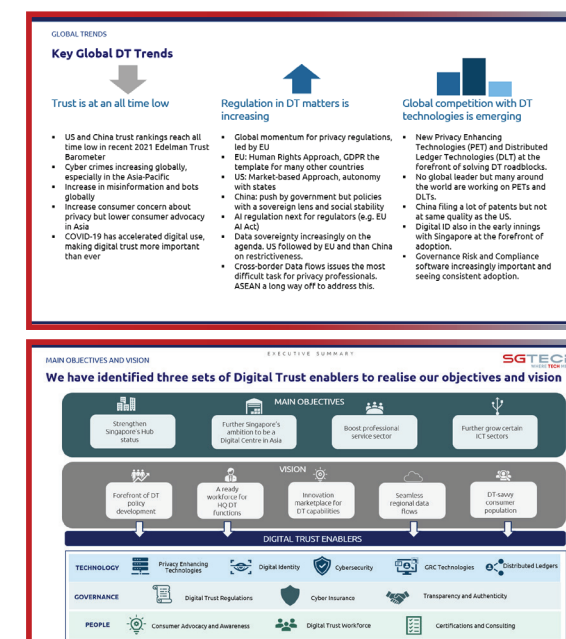 GLOBAL TRENDS
Key Global DT Trends
Trust is at an all time low
▪ US and China trust rankings reach all
time low in recent 2021 Edelman Trust
Barometer
▪ Cyber crimes increasing globally,
especially in the Asia-Pacific
▪ Increase in misinformation and bots
globally
▪ Increase consumer concern about
privacy but lower consumer advocacy
in Asia
▪ COVID-19 has accelerated digital use,
making digital trust more important
than ever
Regulation in DT matters is
increasing
▪ Global momentum for privacy regulations,
led by EU
▪ EU: Human Rights Approach, GDPR the
template for many other countries
▪ US: Market-based Approach, autonomy
with states
▪ China: push by government but policies
with a sovereign lens and social stability
▪ AI regulation next for regulators (e.g. EU
AI Act)
▪ Data sovereignty increasingly on the
agenda. US followed by EU and than China
on restrictiveness.
▪ Cross-border Data flows issues the most
difficult task for privacy professionals.
ASEAN a long way off to address this.
Global competition with DT
technologies is emerging
▪ New Privacy Enhancing
Technologies (PET) and Distributed
Ledger Technologies (DLT) at the
forefront of solving DT roadblocks.
▪ No global leader but many around
the world are working on PETs and
DLTs.
▪ China filing a lot of patents but not
at same quality as the US.
▪ Digital ID also in the early innings
with Singapore at the forefront of
adoption.
▪ Governance Risk and Compliance
software increasingly important and
seeing consistent adoption.
EXECUTIVE SUMMARY
MAIN OBJECTIVES AND VISION
SGTEC
WHERE TECH
We have identified three sets of Digital Trust enablers to realise our objectives and vision
MAIN OBJECTIVES
Strengthen
Singapore's Hub
status
Further Singapore's
ambition to be a
Digital Centre in Asia
Boost professional
service sector
Further grow certain
ICT sectors
VISION
Forefront of DT
policy
development
A ready
workforce for
HQ DT
functions
Innovation
marketplace for
DT capabilities
Seamless
regional data
flows
DT-savvy
consumer
population
DIGITAL TRUST ENABLERS
TECHNOLOGY
Privacy Enhancing
Technologies
Digital Identity
Cybersecurity
GRC Technologies
Distributed Ledgers
GOVERNANCE
Digital Trust Regulations
Cyber Insurance
Transparency and Authenticity
PEOPLE
Consumer Advocacy and Awareness
Digital Trust Workforce
Certifications and Consulting